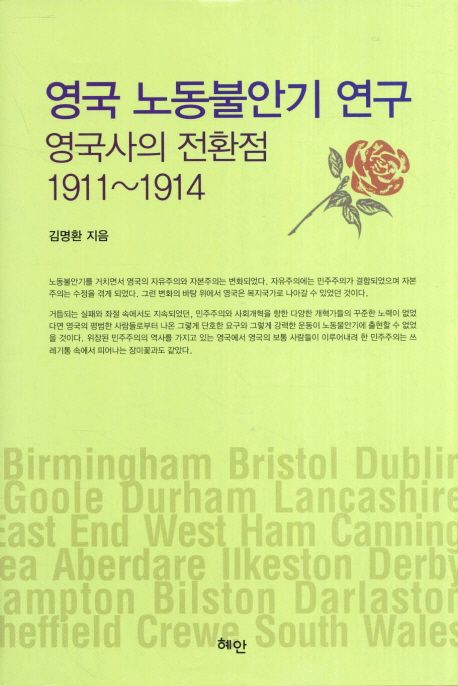 영국 노동불안기 연구
영국사의 전환점
1911~1914
김명환 지음
노동불안기를 거치면서 영국의 자유주의와 자본주의는 변화되었다. 자유주의에는 민주주의가 결합되었으며 자본
주의는 수정을 겪게 되었다. 그런 변화의 바탕 위에서 영국은 복지국가로 나아갈 수 있었던 것이다.
거듭되는 실패와 좌절 속에서도 지속되었던, 민주주의와 사회개혁을 향한 다양한 개혁가들의 꾸준한 노력이 없었
다면 영국의 평범한 사람들로부터 나온 그렇게 단호한 요구와 그렇게 강력한 운동이 노동불안기에 출현할 수 없었
을 것이다. 위장된 민주주의의 역사를 가지고 있는 영국에서 영국의 보통 사람들이 이루어내려 한 민주주의는 쓰
레기통 속에서 피어나는 장미꽃과도 같았다.
Birmingham Bristol Dublin
Goole Durham Lancashire
East End West Ham Canning
ea Aberdare Ilkeston Derby
ampton Bilston Darlaston
heffield Crewe South Wales
혜안